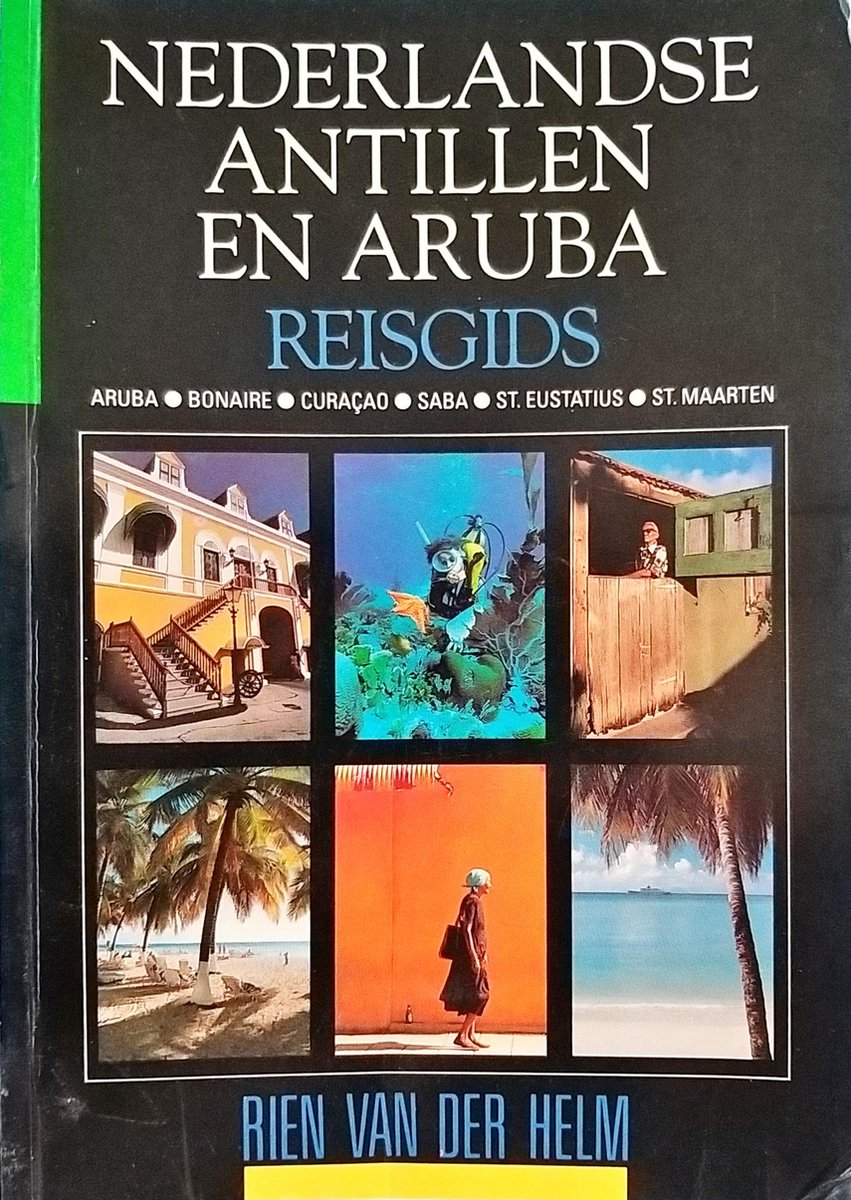 NEDERLANDSE
ANTILLEN
EN ARUBA
REISGIDS
ARUBA ● BONAIRE ● CURAÇAO ● SABA ● ST. EUSTATIUS ● ST. MAARTEN
RIEN VAN DER HELM